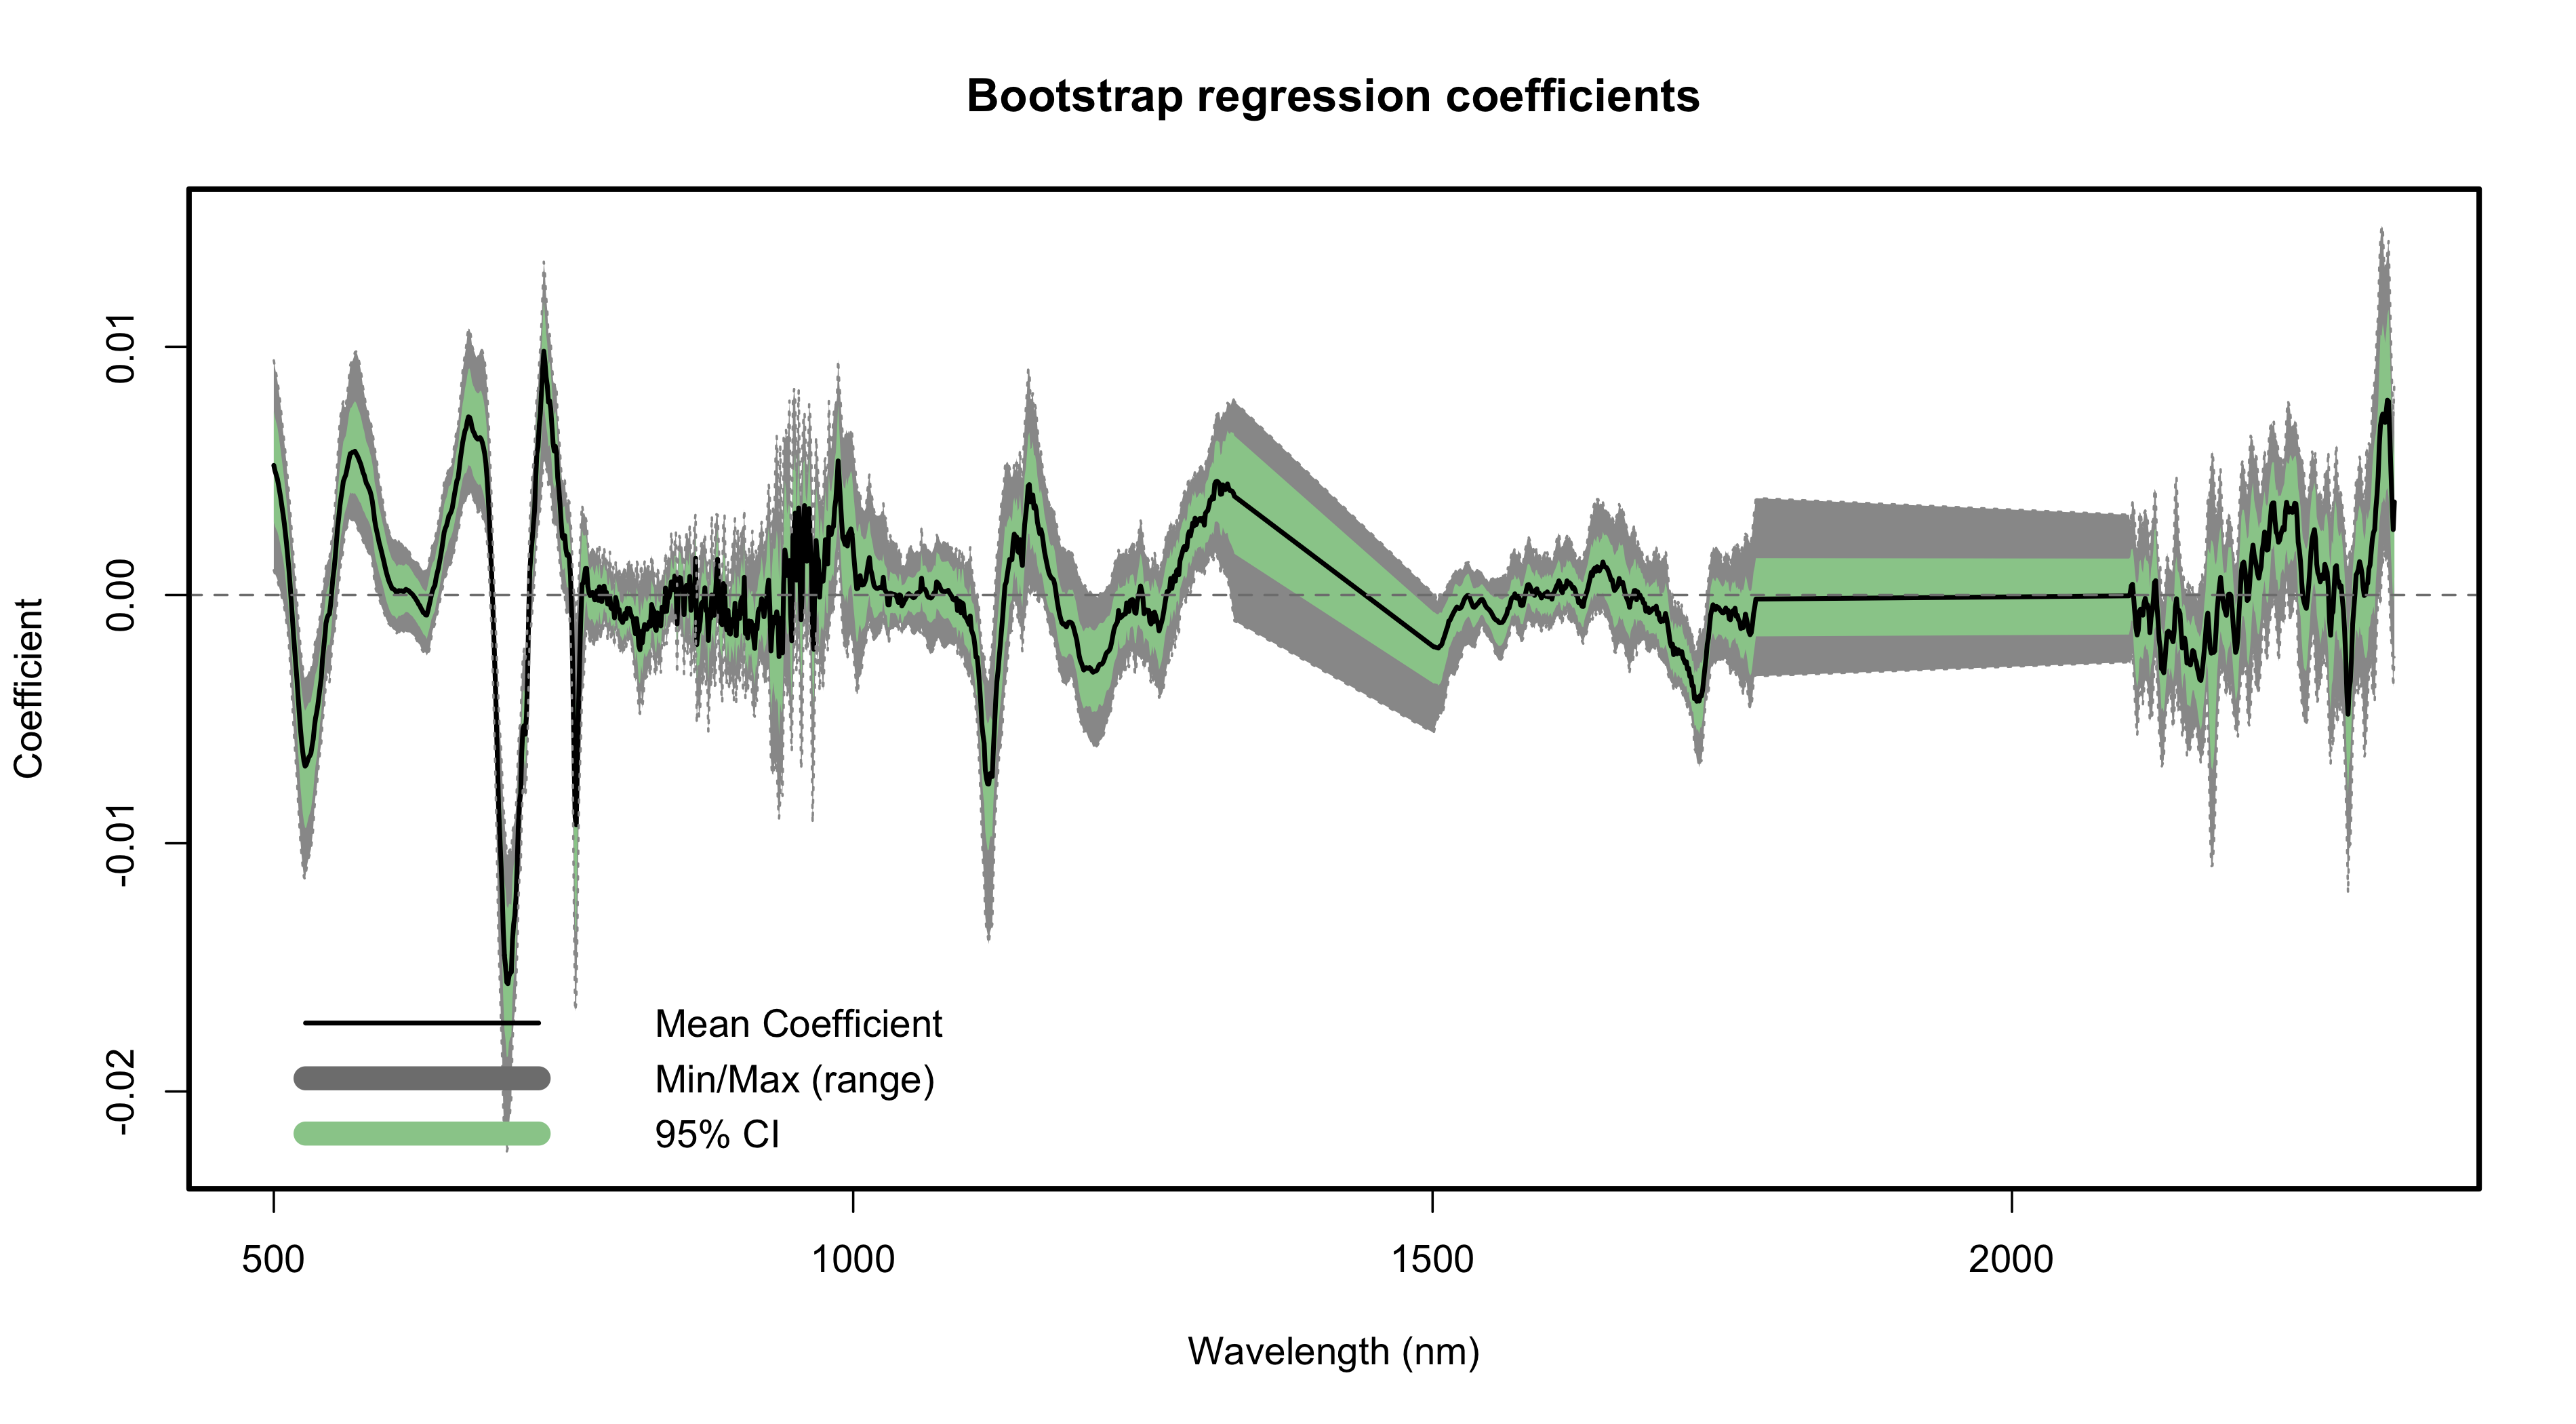 Bootstrap regression coefficients
Coefficient
0.01
0.00
-0.01
-0.02
Mean Coefficient
Min/Max (range)
95% CI
500 1000 1500 2000
Wavelength (nm)